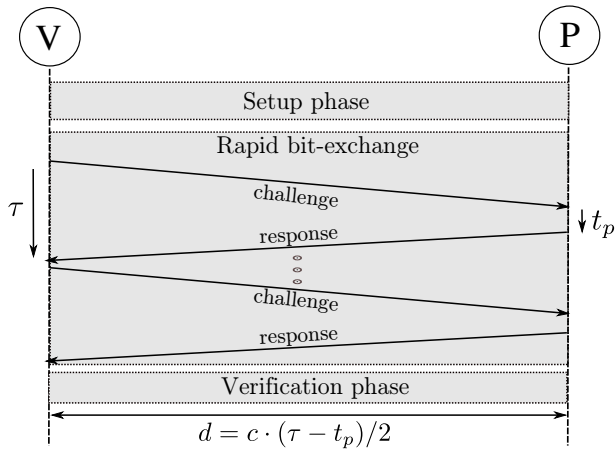 V P
Setup phase
Rapid bit-exchange
challenge
τ
t_p
response
challenge
response
Verification phase
d = c · (τ − t_p)/2